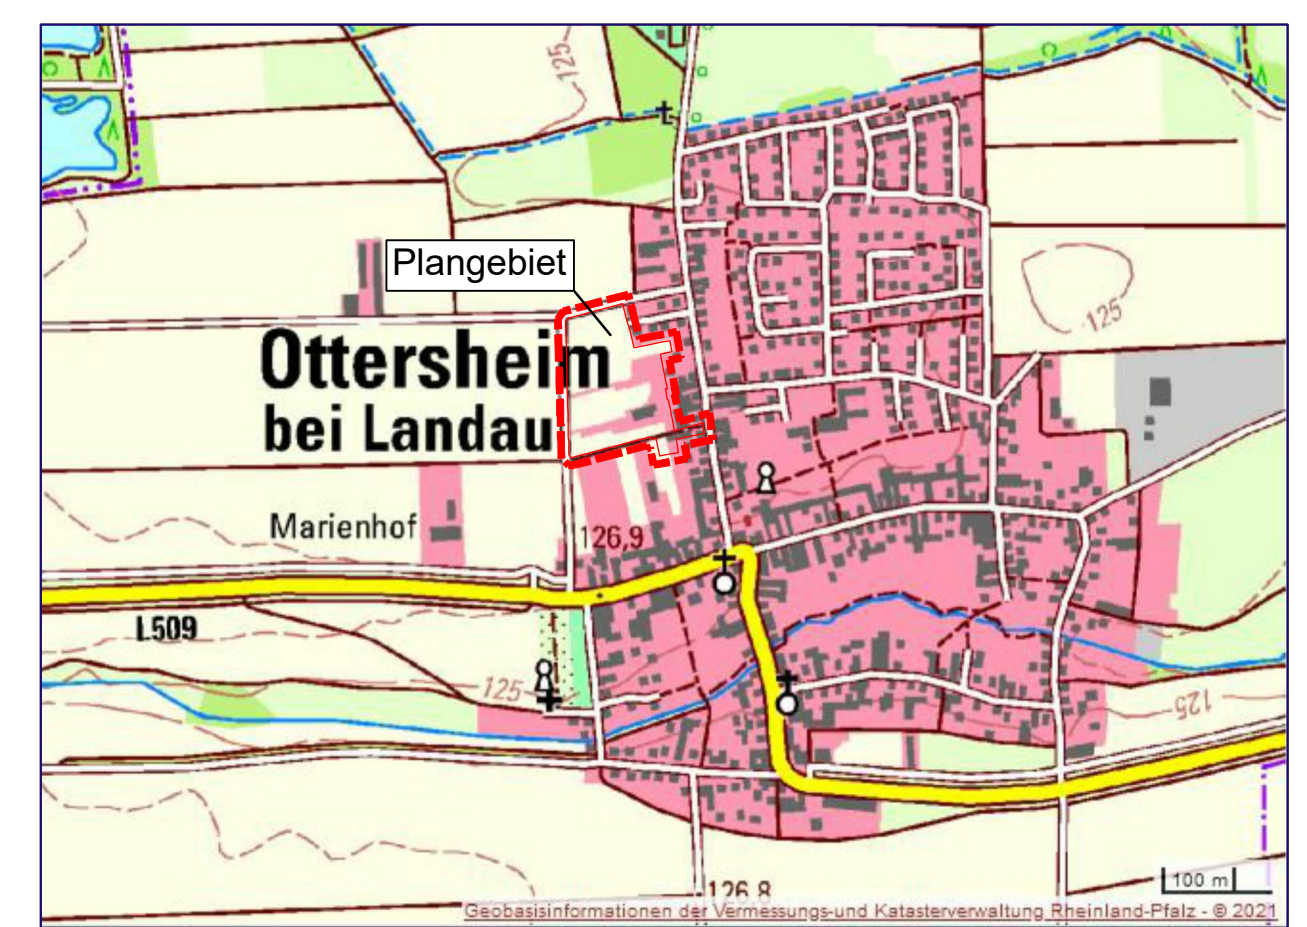 125
Plangebiet
125
Ottersheim
bei Landau
Marienhof
126,9
L509
125
125
100 m
126,8
Geobasisinformationen der Vermessungs-und Katasterverwaltung Rheinland-Pfalz - © 2021